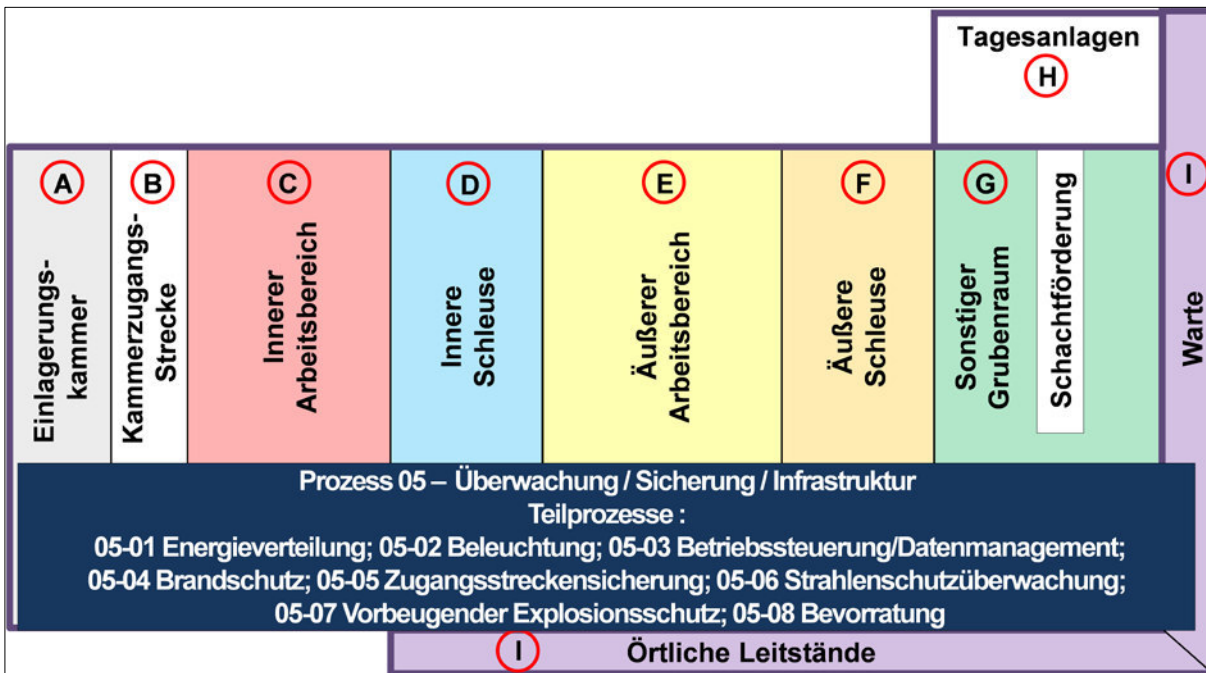 Tagesanlagen
H
A
Einlagerungs-
kammer
B
Kammerzugangs-
Strecke
C
Innerer
Arbeitsbereich
D
Innere
Schleuse
E
Äußerer
Arbeitsbereich
F
Äußere
Schleuse
G
Sonstiger
Grubenraum
Schachtförderung
I
Warte
Prozess 05 – Überwachung / Sicherung / Infrastruktur
Teilprozesse :
05-01 Energieverteilung; 05-02 Beleuchtung; 05-03 Betriebssteuerung/Datenmanagement;
05-04 Brandschutz; 05-05 Zugangsstreckensicherung; 05-06 Strahlenschutzüberwachung;
05-07 Vorbeugender Explosionsschutz; 05-08 Bevorratung
I
Örtliche Leitstände